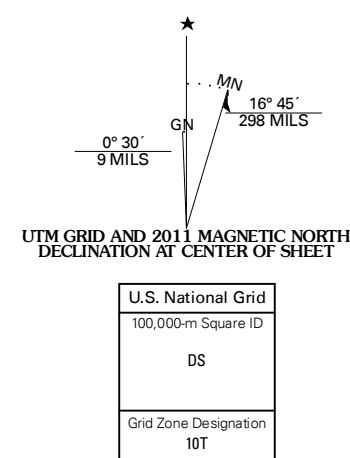 MN
16° 45´
298 MILS
GN
0° 30´
9 MILS
UTM GRID AND 2011 MAGNETIC NORTH
DECLINATION AT CENTER OF SHEET
U.S. National Grid
100,000-m Square ID
DS
Grid Zone Designation
10T